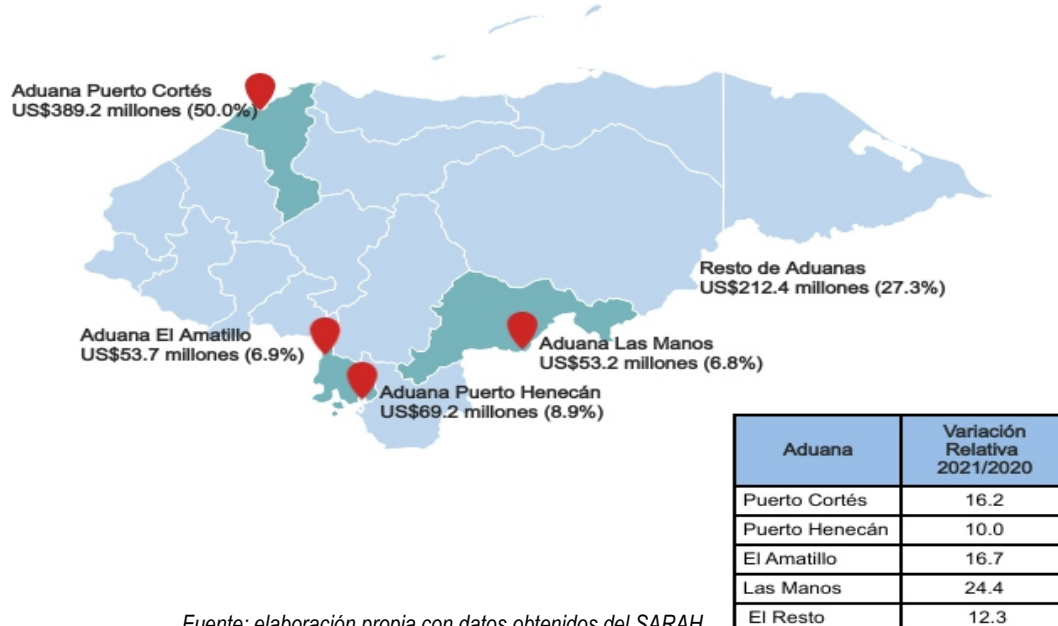 Aduana Puerto Cortés
US$389.2 millones (50.0%)
Resto de Aduanas
US$212.4 millones (27.3%)
Aduana El Amatillo
US$53.7 millones (6.9%)
Aduana Las Manos
US$53.2 millones (6.8%)
Aduana Puerto Henecán
US$69.2 millones (8.9%)
Aduana Variación Relativa 2021/2020
Puerto Cortés 16.2
Puerto Henecán 10.0
El Amatillo 16.7
Las Manos 24.4
El Resto 12.3
Fuente: elaboración propia con datos obtenidos del SARAH